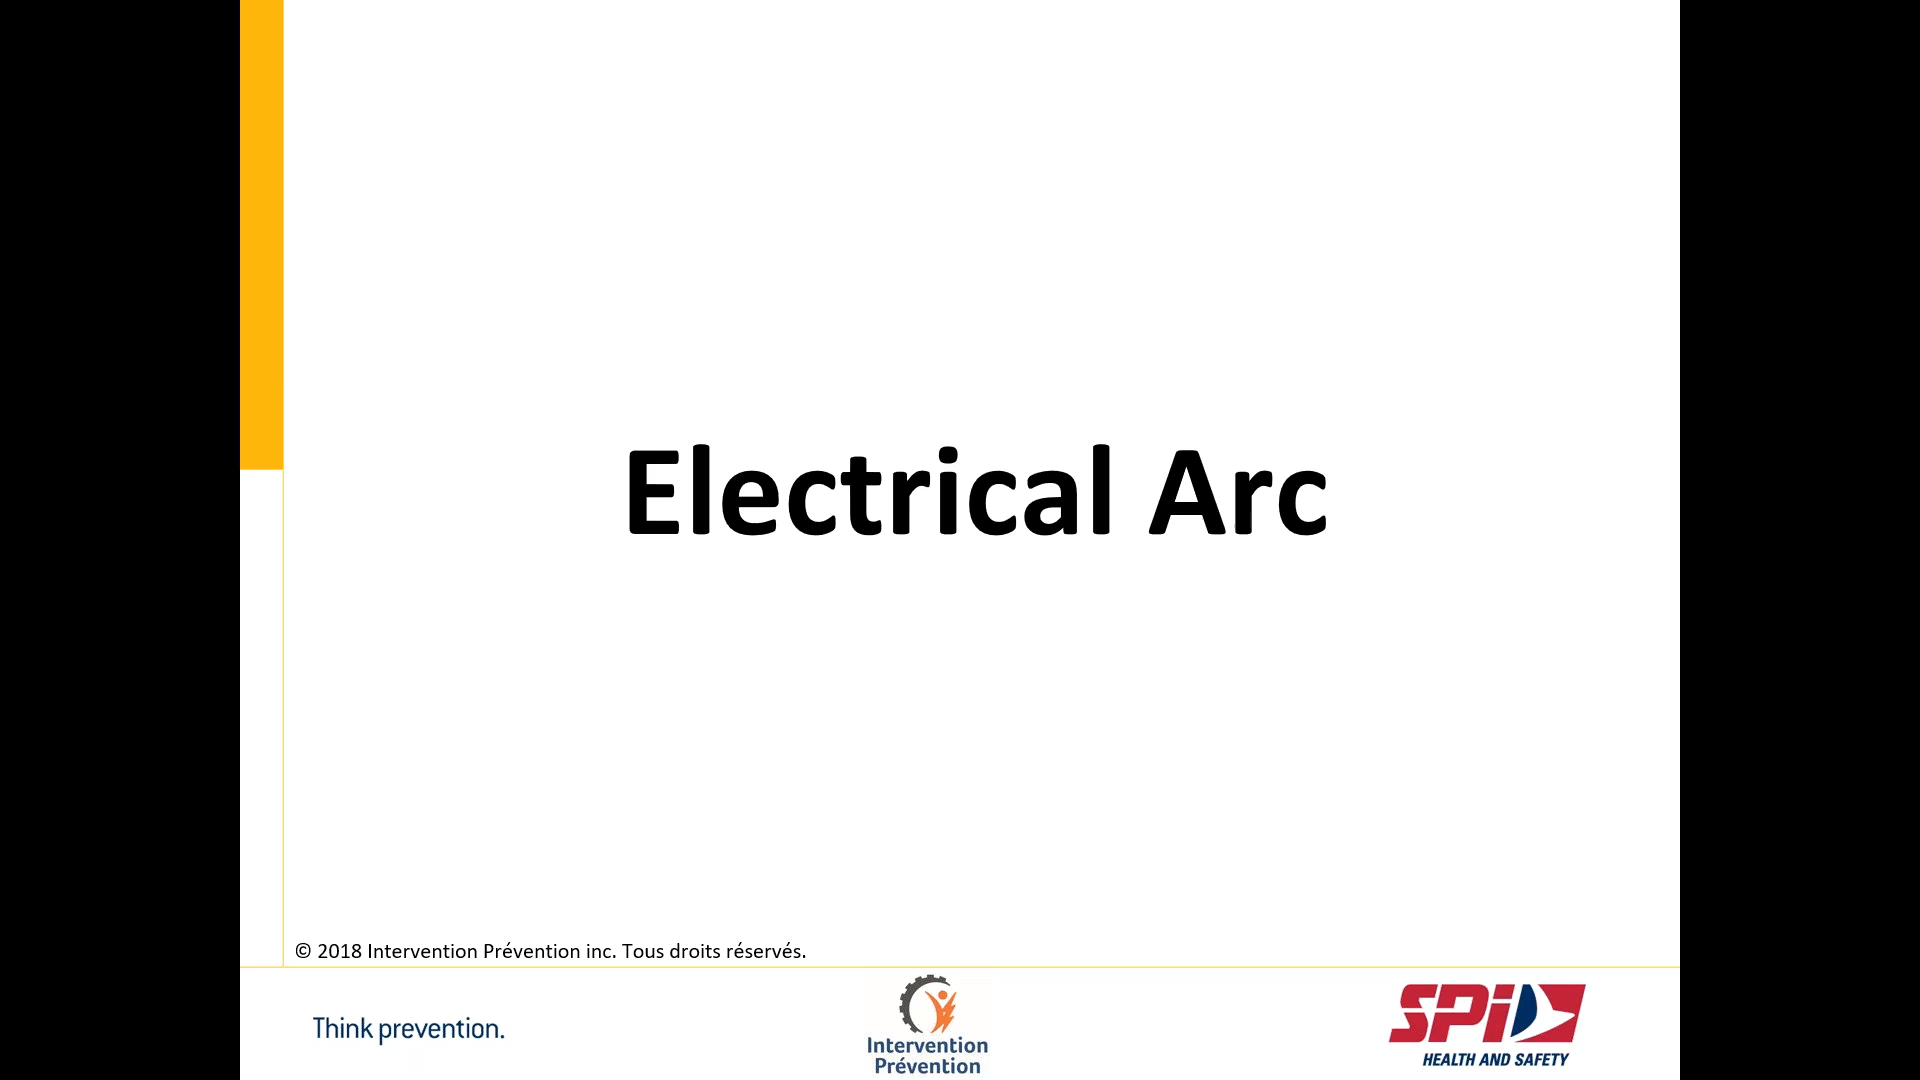 Electrical Arc
© 2018 Intervention Prévention inc. Tous droits réservés.
Think prevention.
Intervention
Prévention
SPI
HEALTH AND SAFETY